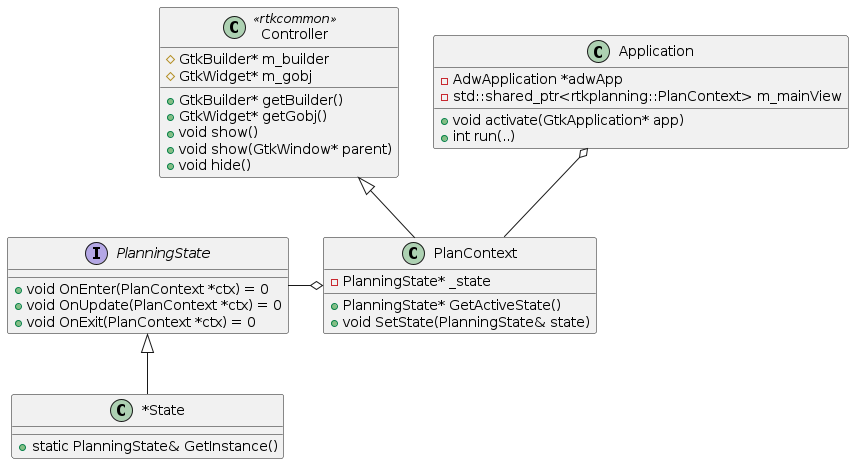 «rtkcommon»
C Controller
GtkBuilder* m_builder
GtkWidget* m_gobj
GtkBuilder* getBuilder()
GtkWidget* getGobj()
void show()
void show(GtkWindow* parent)
void hide()
C Application
AdwApplication *adwApp
std::shared_ptr<rtkplanning::PlanContext> m_mainView
void activate(GtkApplication* app)
int run(..)
I PlanningState
void OnEnter(PlanContext *ctx) = 0
void OnUpdate(PlanContext *ctx) = 0
void OnExit(PlanContext *ctx) = 0
C PlanContext
PlanningState* _state
PlanningState* GetActiveState()
void SetState(PlanningState& state)
C *State
static PlanningState& GetInstance()